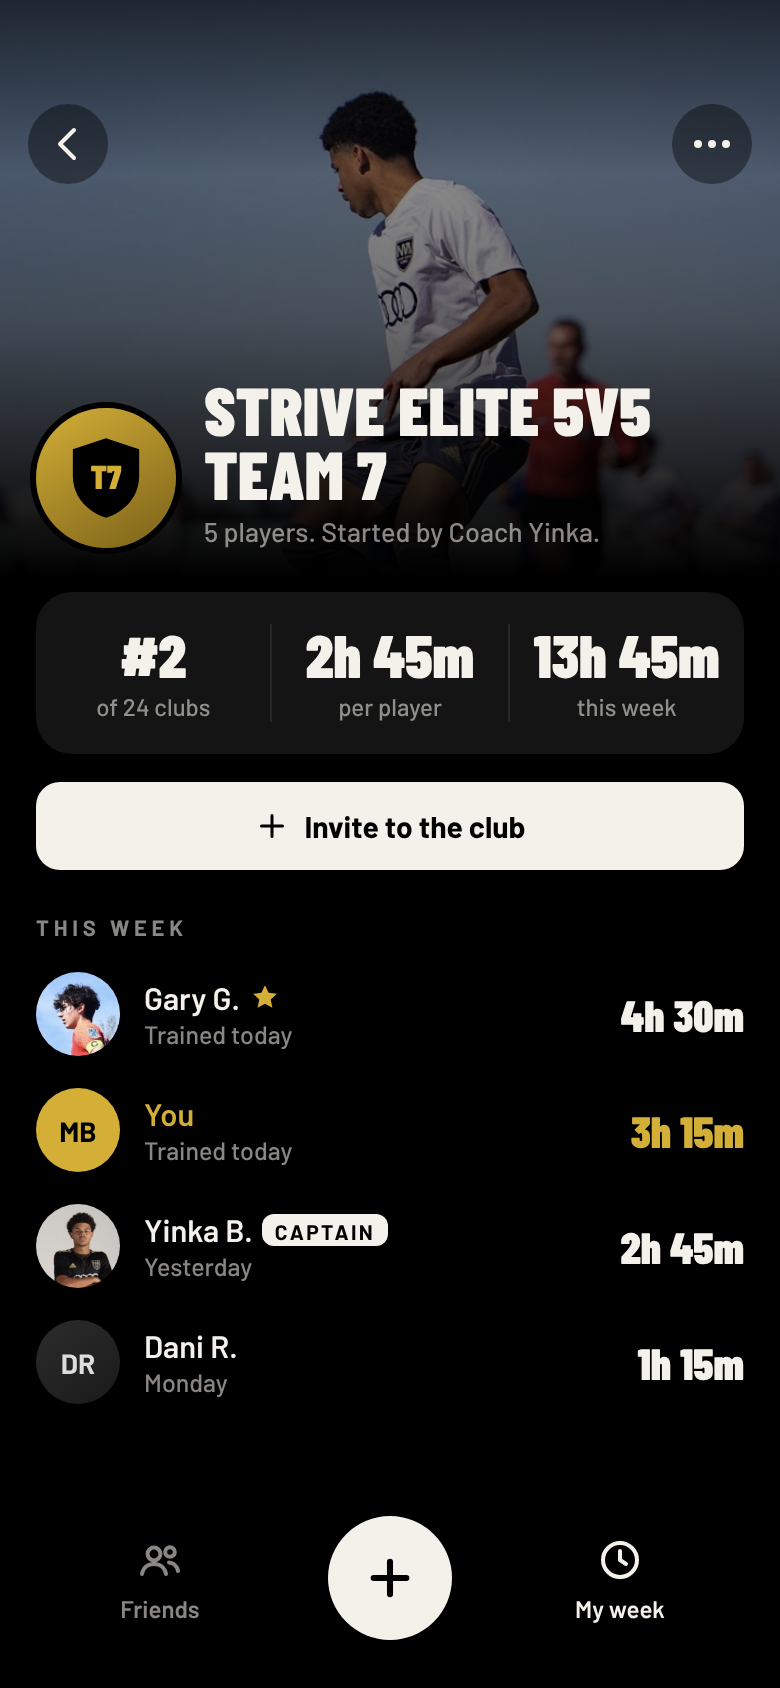 STRIVE ELITE 5V5
TEAM 7
T7
5 players. Started by Coach Yinka.
#2
of 24 clubs
2h 45m
per player
13h 45m
this week
+ Invite to the club
THIS WEEK
Gary G.
Trained today
4h 30m
MB
You
Trained today
3h 15m
Yinka B. CAPTAIN
Yesterday
2h 45m
DR
Dani R.
Monday
1h 15m
Friends
My week